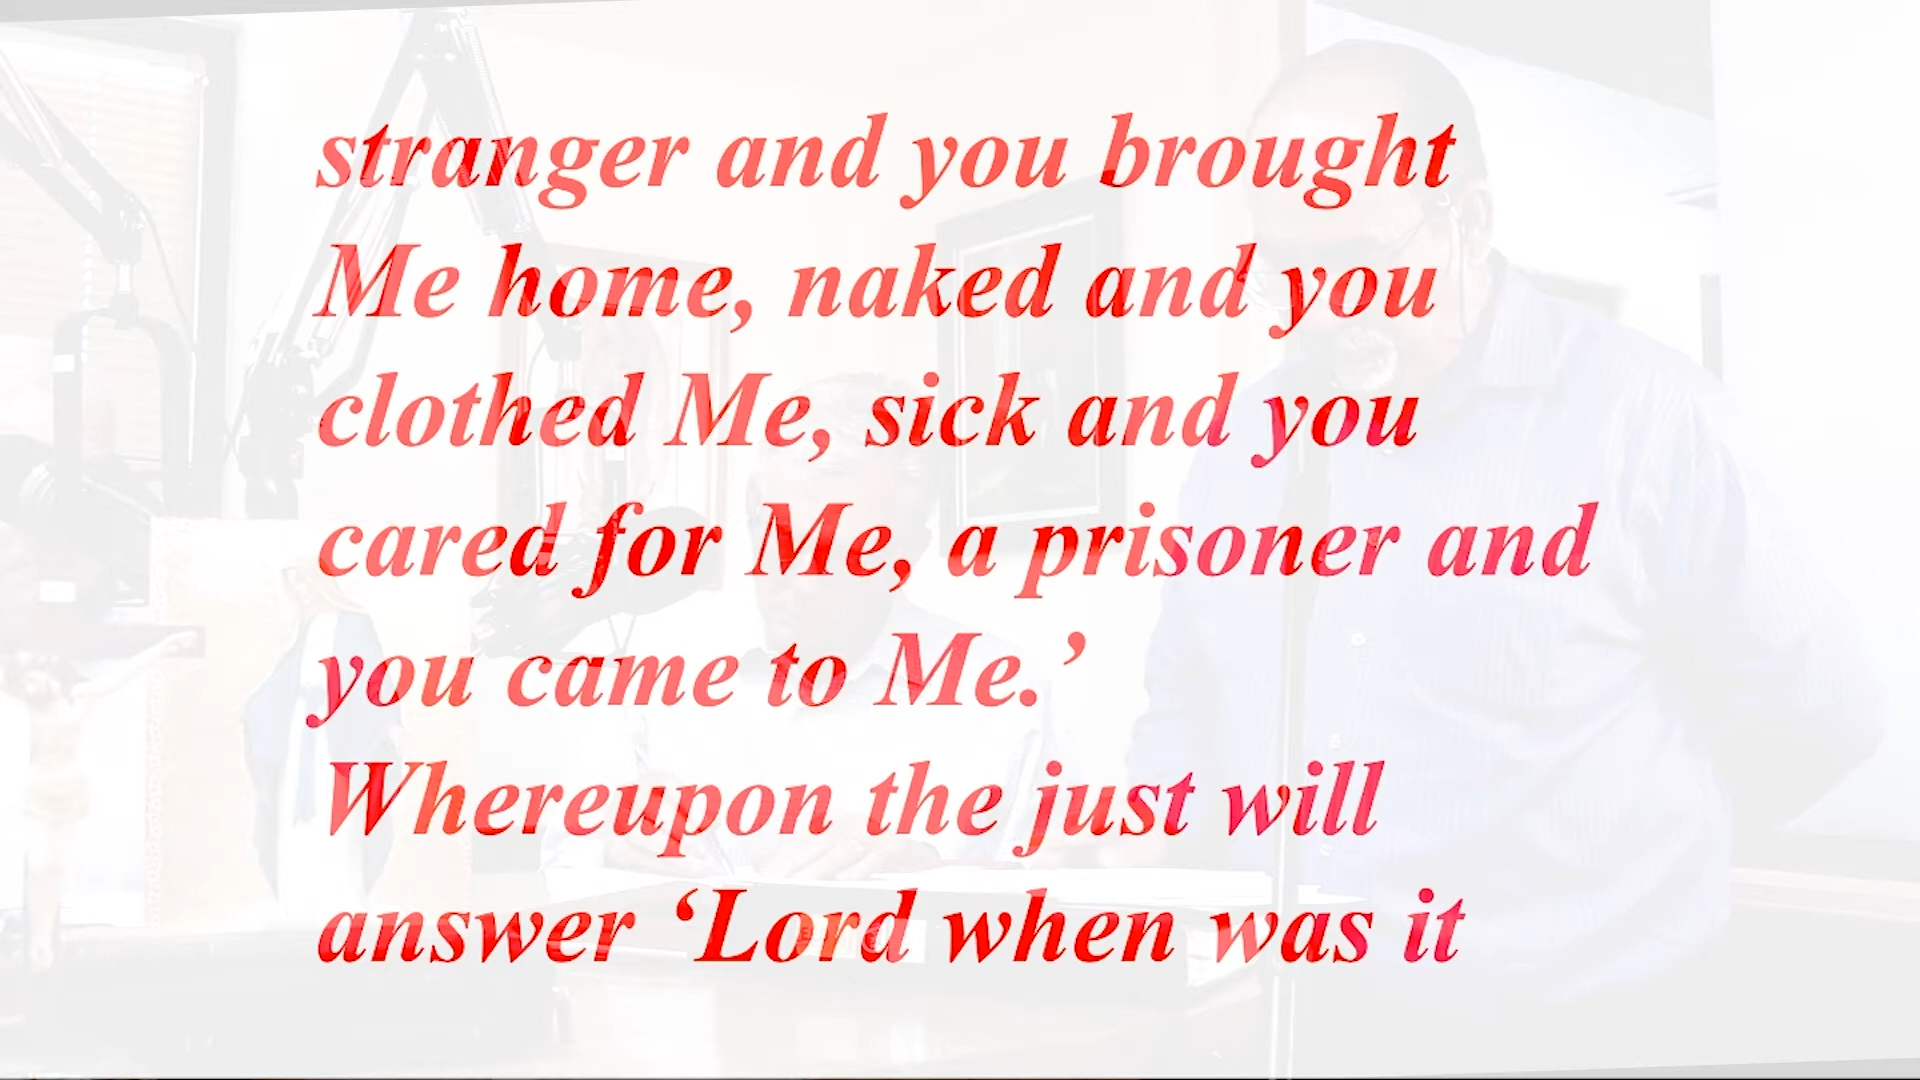 stranger and you brought
Me home, naked and you
clothed Me, sick and you
cared for Me, a prisoner and
you came to Me.’
Whereupon the just will
answer ‘Lord when was it